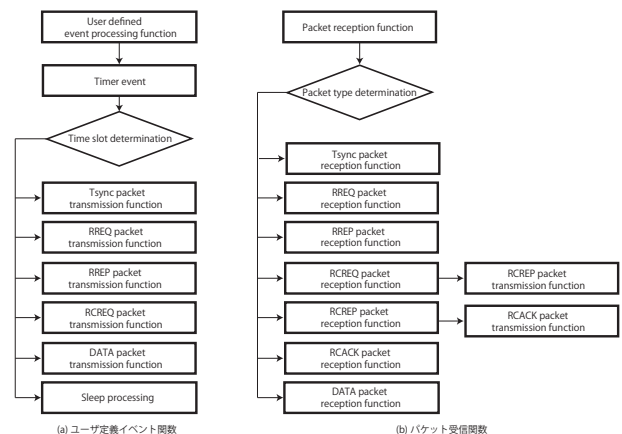 User defined
event processing function
Timer event
Time slot determination
Tsync packet
transmission function
RREQ packet
transmission function
RREP packet
transmission function
RCREQ packet
transmission function
DATA packet
transmission function
Sleep processing
(a) ユーザ定義イベント関数
Packet reception function
Packet type determination
Tsync packet
reception function
RREQ packet
reception function
RREP packet
reception function
RCREQ packet
reception function
RCREP packet
transmission function
RCREP packet
reception function
RCACK packet
transmission function
RCACK packet
reception function
DATA packet
reception function
(b) パケット受信関数